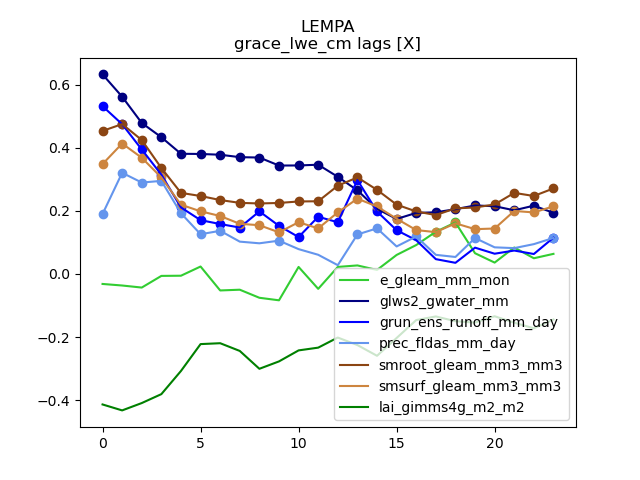 LEMPA
grace_lwe_cm lags [X]
0.6
0.4
0.2
0.0
−0.2
−0.4
0
5
10
15
20
e_gleam_mm_mon
glws2_gwater_mm
grun_ens_runoff_mm_day
prec_fldas_mm_day
smroot_gleam_mm3_mm3
smsurf_gleam_mm3_mm3
lai_gimms4g_m2_m2